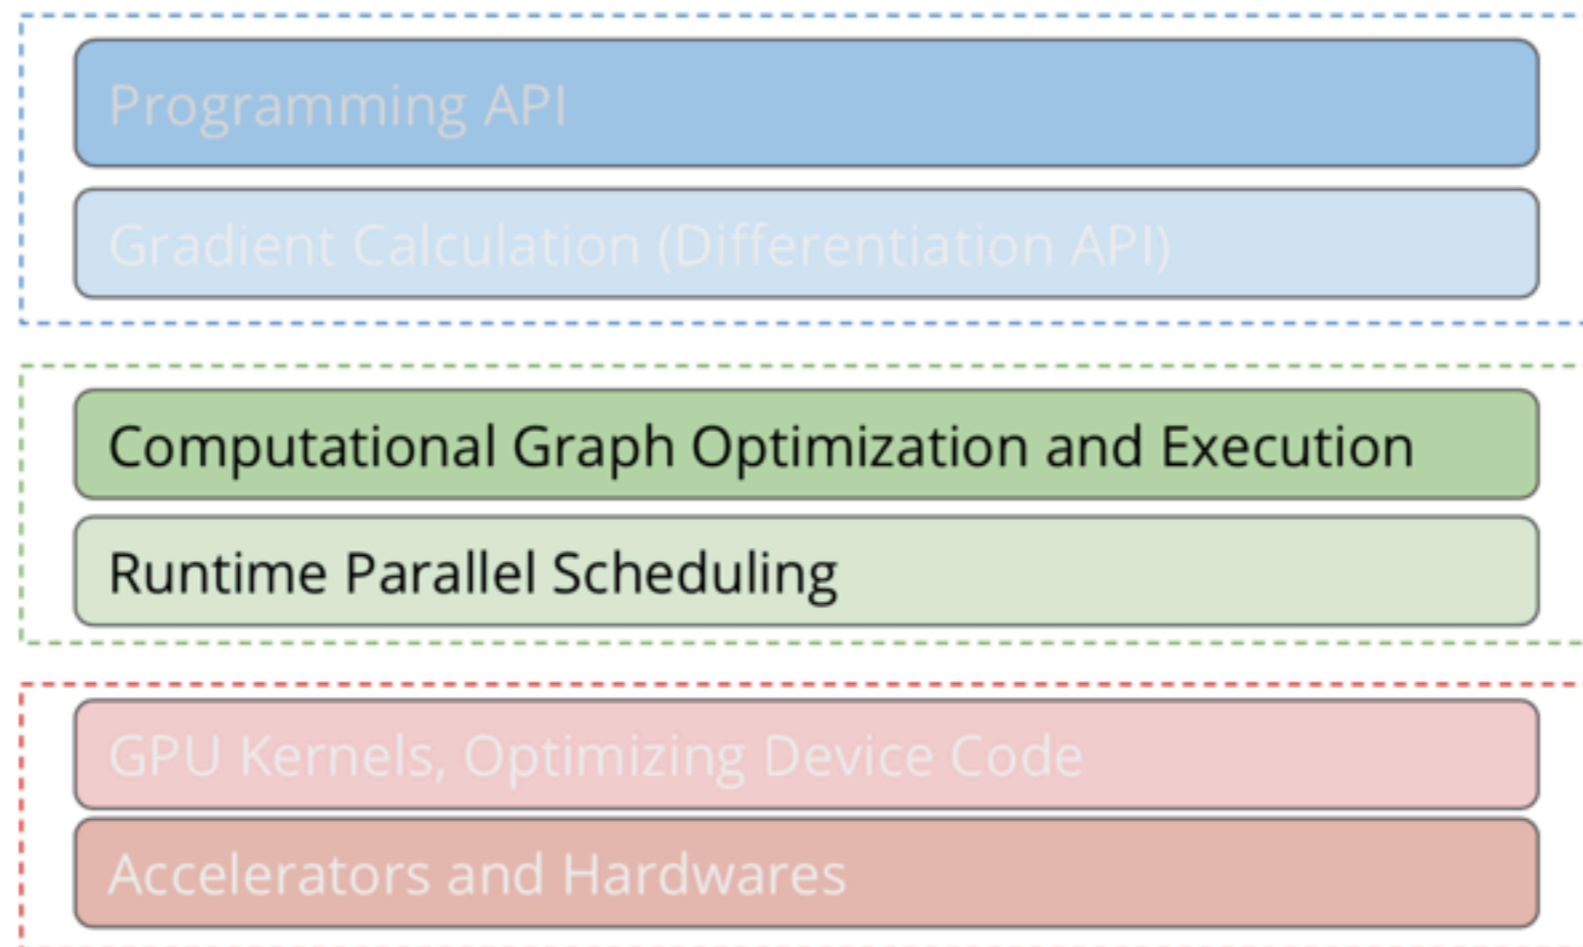 Programming API
Gradient Calculation (Differentiation API)
Computational Graph Optimization and Execution
Runtime Parallel Scheduling
GPU Kernels, Optimizing Device Code
Accelerators and Hardwares